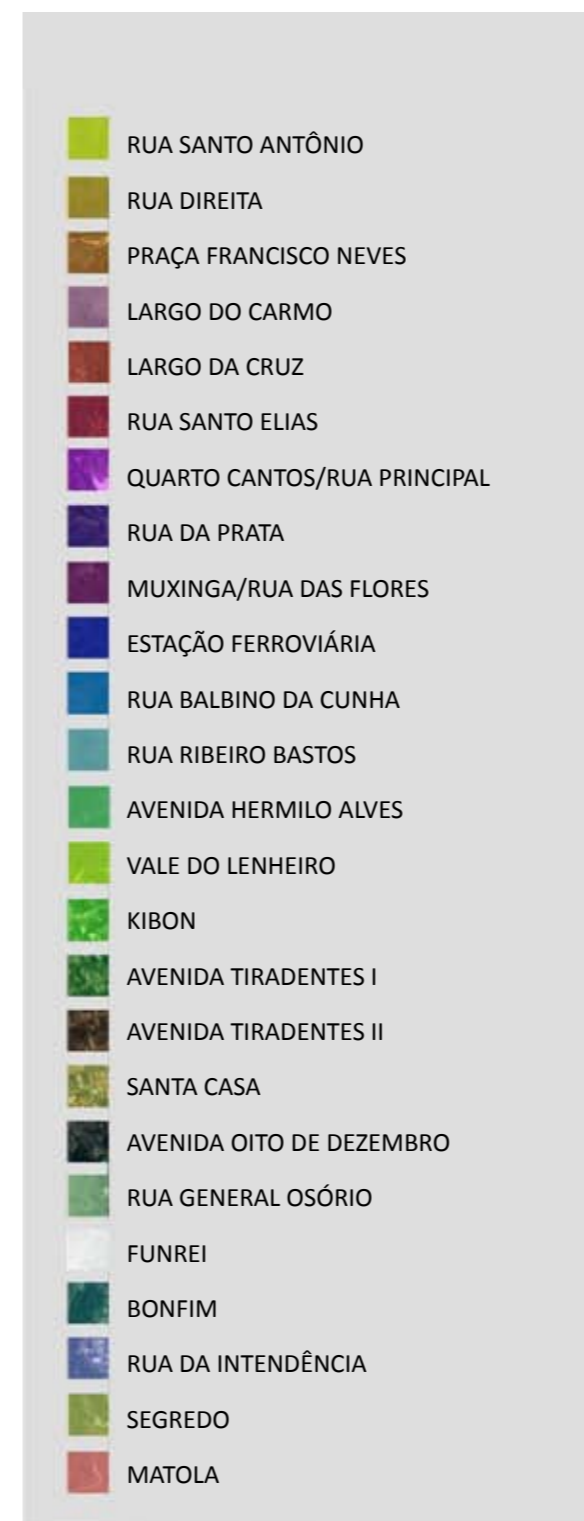 RUA SANTO ANTÔNIO
RUA DIREITA
PRAÇA FRANCISCO NEVES
LARGO DO CARMO
LARGO DA CRUZ
RUA SANTO ELIAS
QUARTO CANTOS/RUA PRINCIPAL
RUA DA PRATA
MUXINGA/RUA DAS FLORES
ESTAÇÃO FERROVIÁRIA
RUA BALBINO DA CUNHA
RUA RIBEIRO BASTOS
AVENIDA HERMILO ALVES
VALE DO LENHEIRO
KIBON
AVENIDA TIRADENTES I
AVENIDA TIRADENTES II
SANTA CASA
AVENIDA OITO DE DEZEMBRO
RUA GENERAL OSÓRIO
FUNREI
BONFIM
RUA DA INTENDÊNCIA
SEGREDO
MATOLA